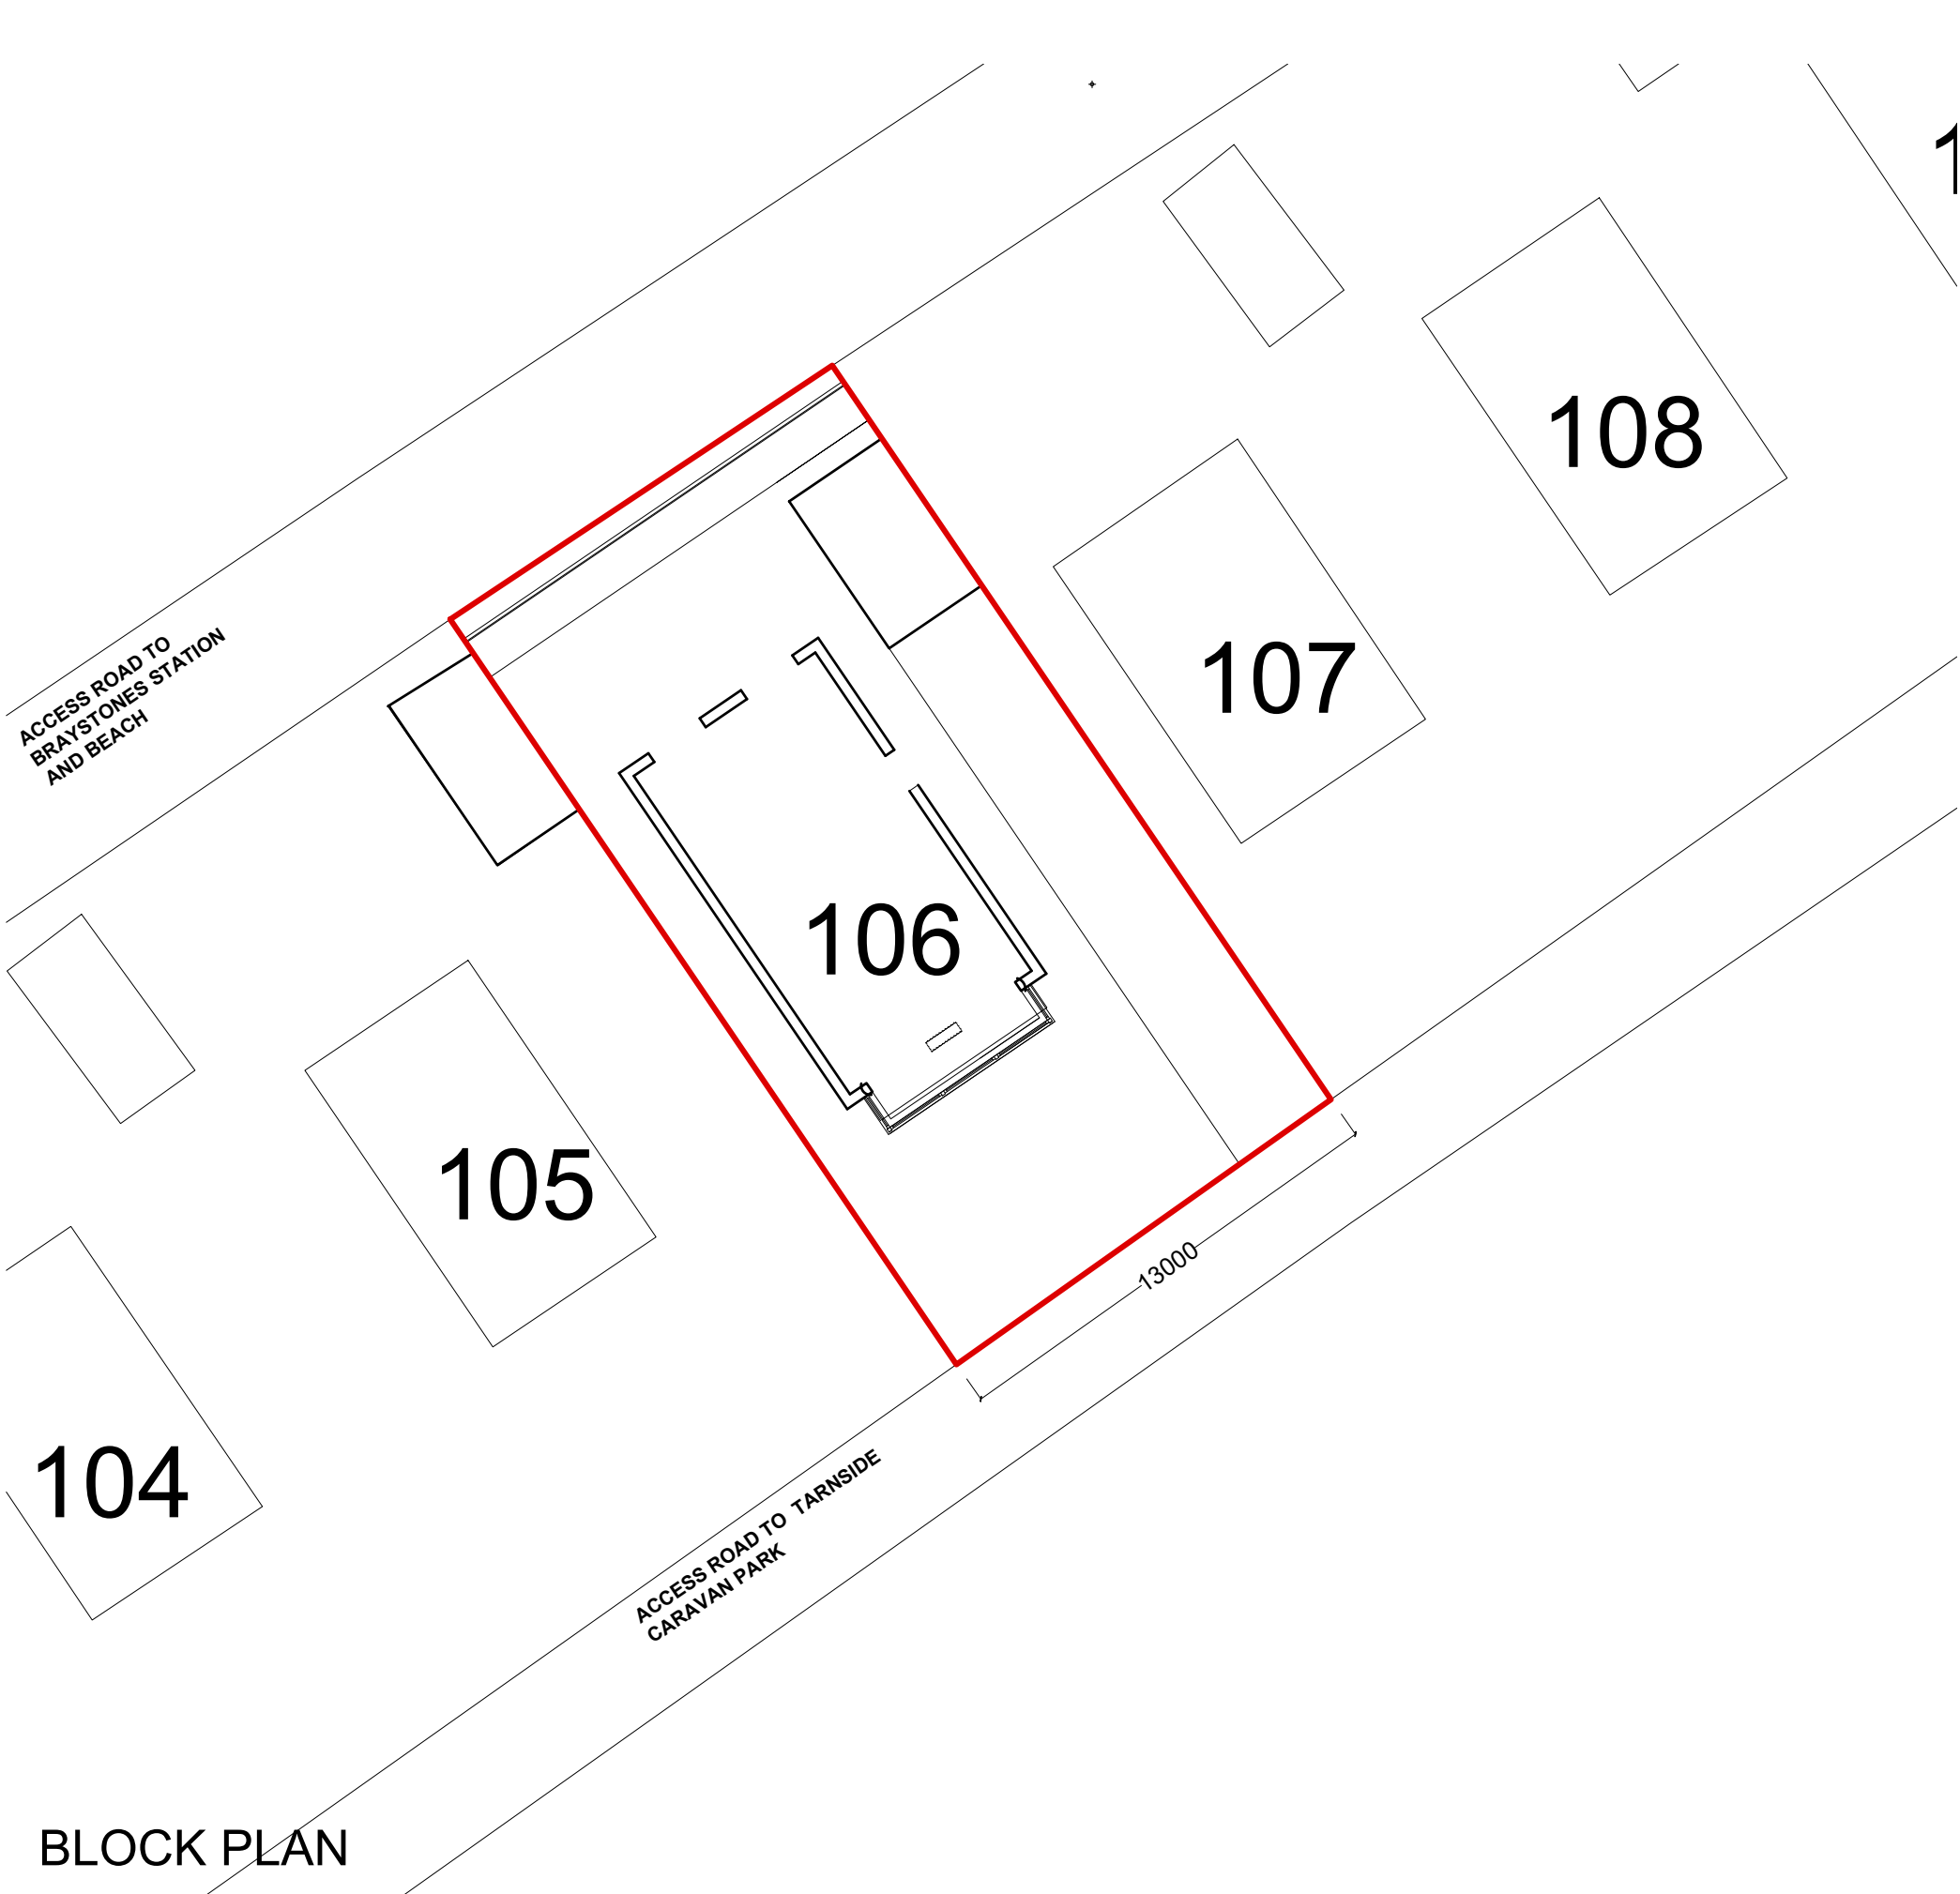 108
107
ACCESS ROAD TO
BRAYSTONES STATION
AND BEACH
106
105
13000
104
ACCESS ROAD TO TARNSIDE
CARAVAN PARK
BLOCK PLAN